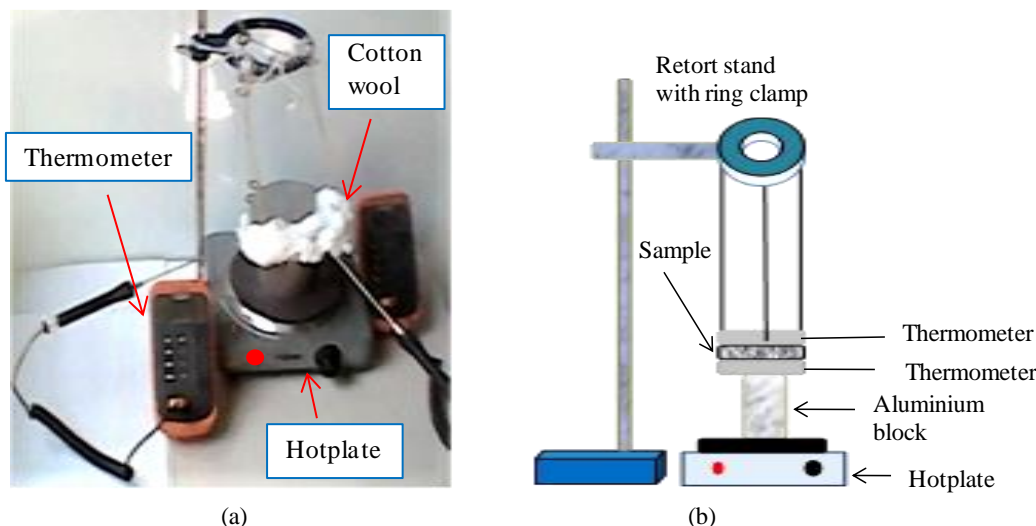 Cotton
wool
Thermometer
Hotplate
(a)
Retort stand
with ring clamp
Sample
Thermometer
Thermometer
Aluminium
block
Hotplate
(b)